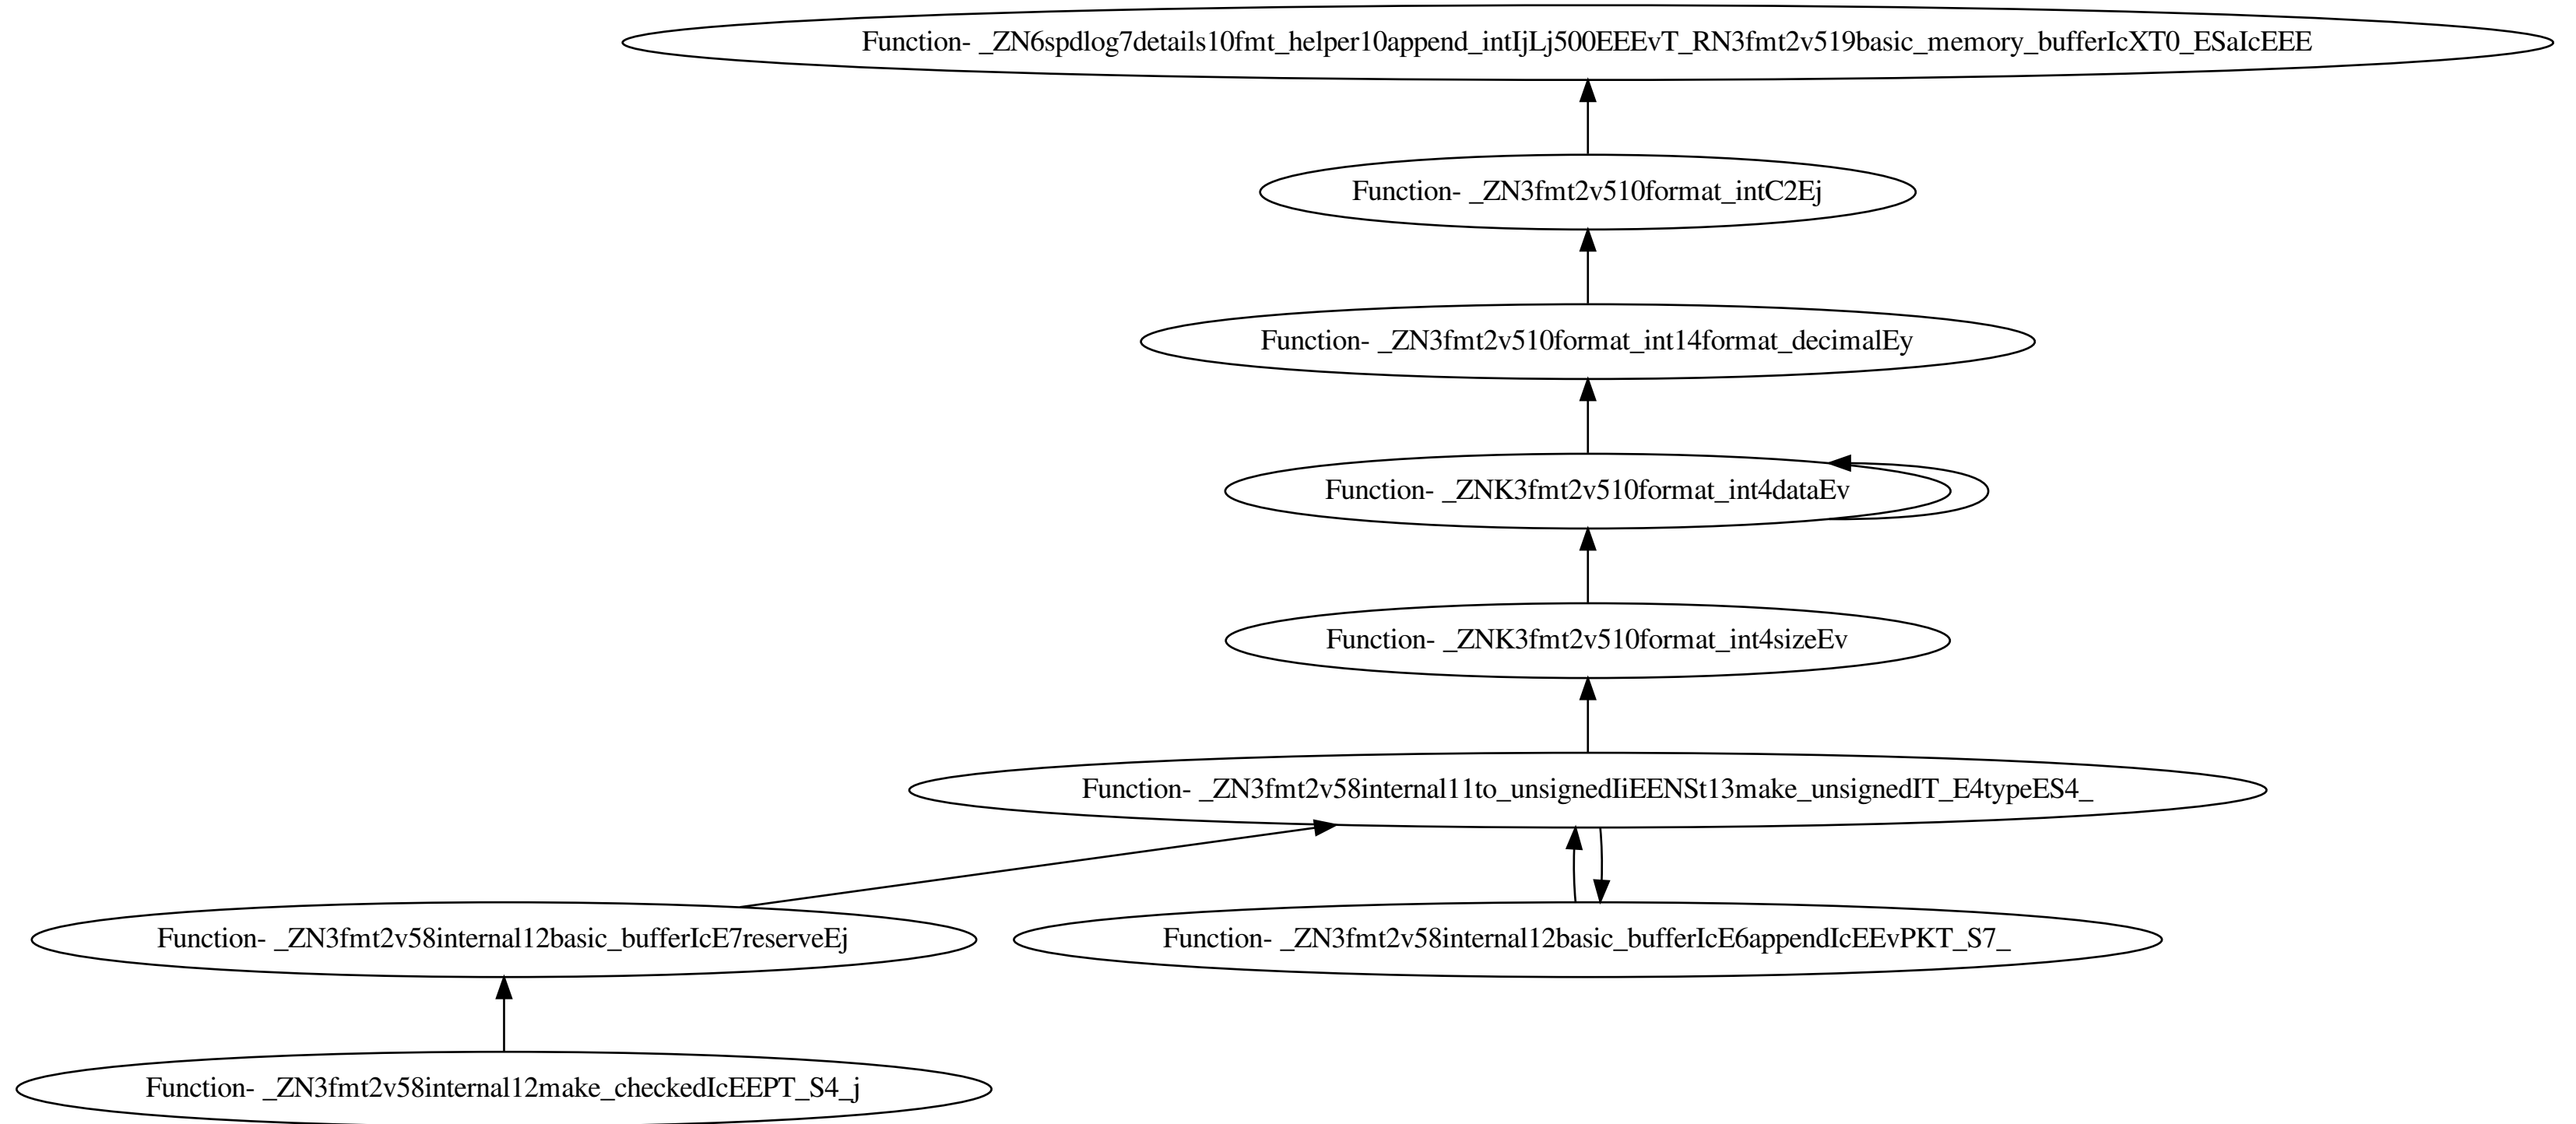 Function- _ZN6spdlog7details10fmt_helper10append_intIjLj500EEEvT_RN3fmt2v519basic_memory_bufferIcXT0_ESaIcEEE
Function- _ZN3fmt2v510format_intC2Ej
Function- _ZN3fmt2v510format_int14format_decimalEy
Function- _ZNK3fmt2v510format_int4dataEv
Function- _ZNK3fmt2v510format_int4sizeEv
Function- _ZN3fmt2v58internal11to_unsignedIiEENSt13make_unsignedIT_E4typeES4_
Function- _ZN3fmt2v58internal12basic_bufferIcE7reserveEj
Function- _ZN3fmt2v58internal12basic_bufferIcE6appendIcEEvPKT_S7_
Function- _ZN3fmt2v58internal12make_checkedIcEEPT_S4_j